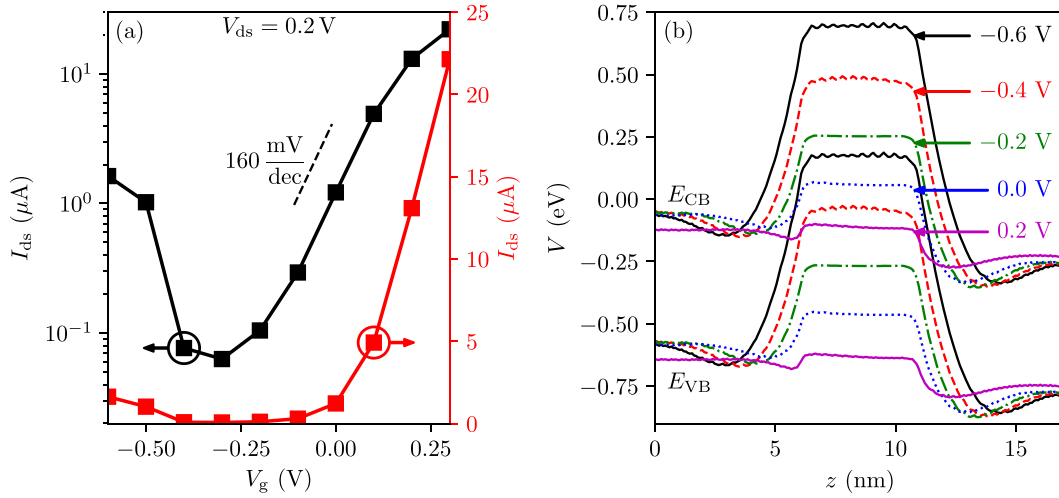 (a)
V_ds = 0.2 V
160 mV/dec
I_ds (μA)
10^1
10^0
10^−1
−0.50
−0.25
0.00
0.25
V_g (V)
25
20
15
10
5
0
I_ds (μA)
(b)
−0.6 V
−0.4 V
−0.2 V
0.0 V
0.2 V
E_CB
E_VB
V (eV)
0.75
0.50
0.25
0.00
−0.25
−0.50
−0.75
0
5
10
15
z (nm)